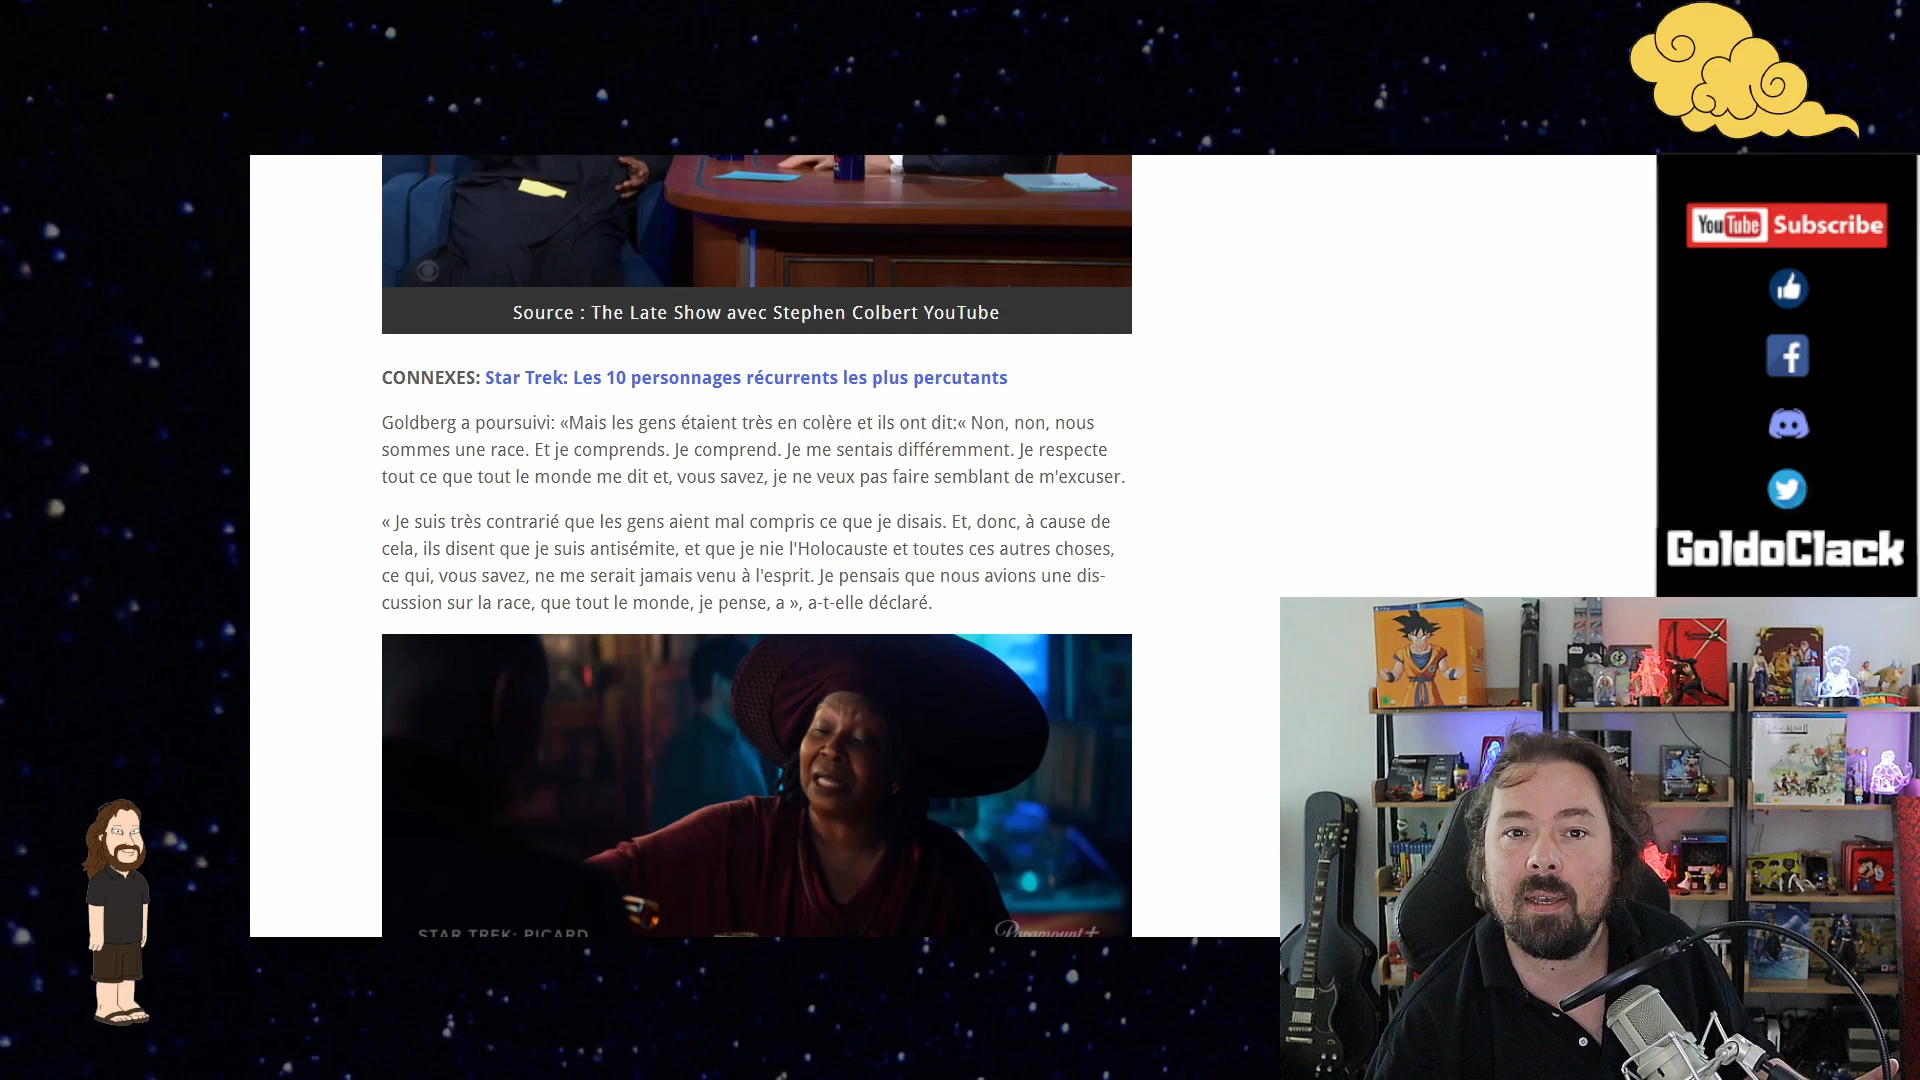 YouTube Subscribe
Source : The Late Show avec Stephen Colbert YouTube
CONNEXES: Star Trek: Les 10 personnages récurrents les plus percutants
Goldberg a poursuivi: «Mais les gens étaient très en colère et ils ont dit:« Non, non, nous
sommes une race. Et je comprends. Je comprend. Je me sentais différemment. Je respecte
tout ce que tout le monde me dit et, vous savez, je ne veux pas faire semblant de m'excuser.
« Je suis très contrarié que les gens aient mal compris ce que je disais. Et, donc, à cause de
cela, ils disent que je suis antisémite, et que je nie l'Holocauste et toutes ces autres choses,
ce qui, vous savez, ne me serait jamais venu à l'esprit. Je pensais que nous avions une dis-
cussion sur la race, que tout le monde, je pense, a », a-t-elle déclaré.
GoldoClack
STAR TREK: PICARD
Paramount+